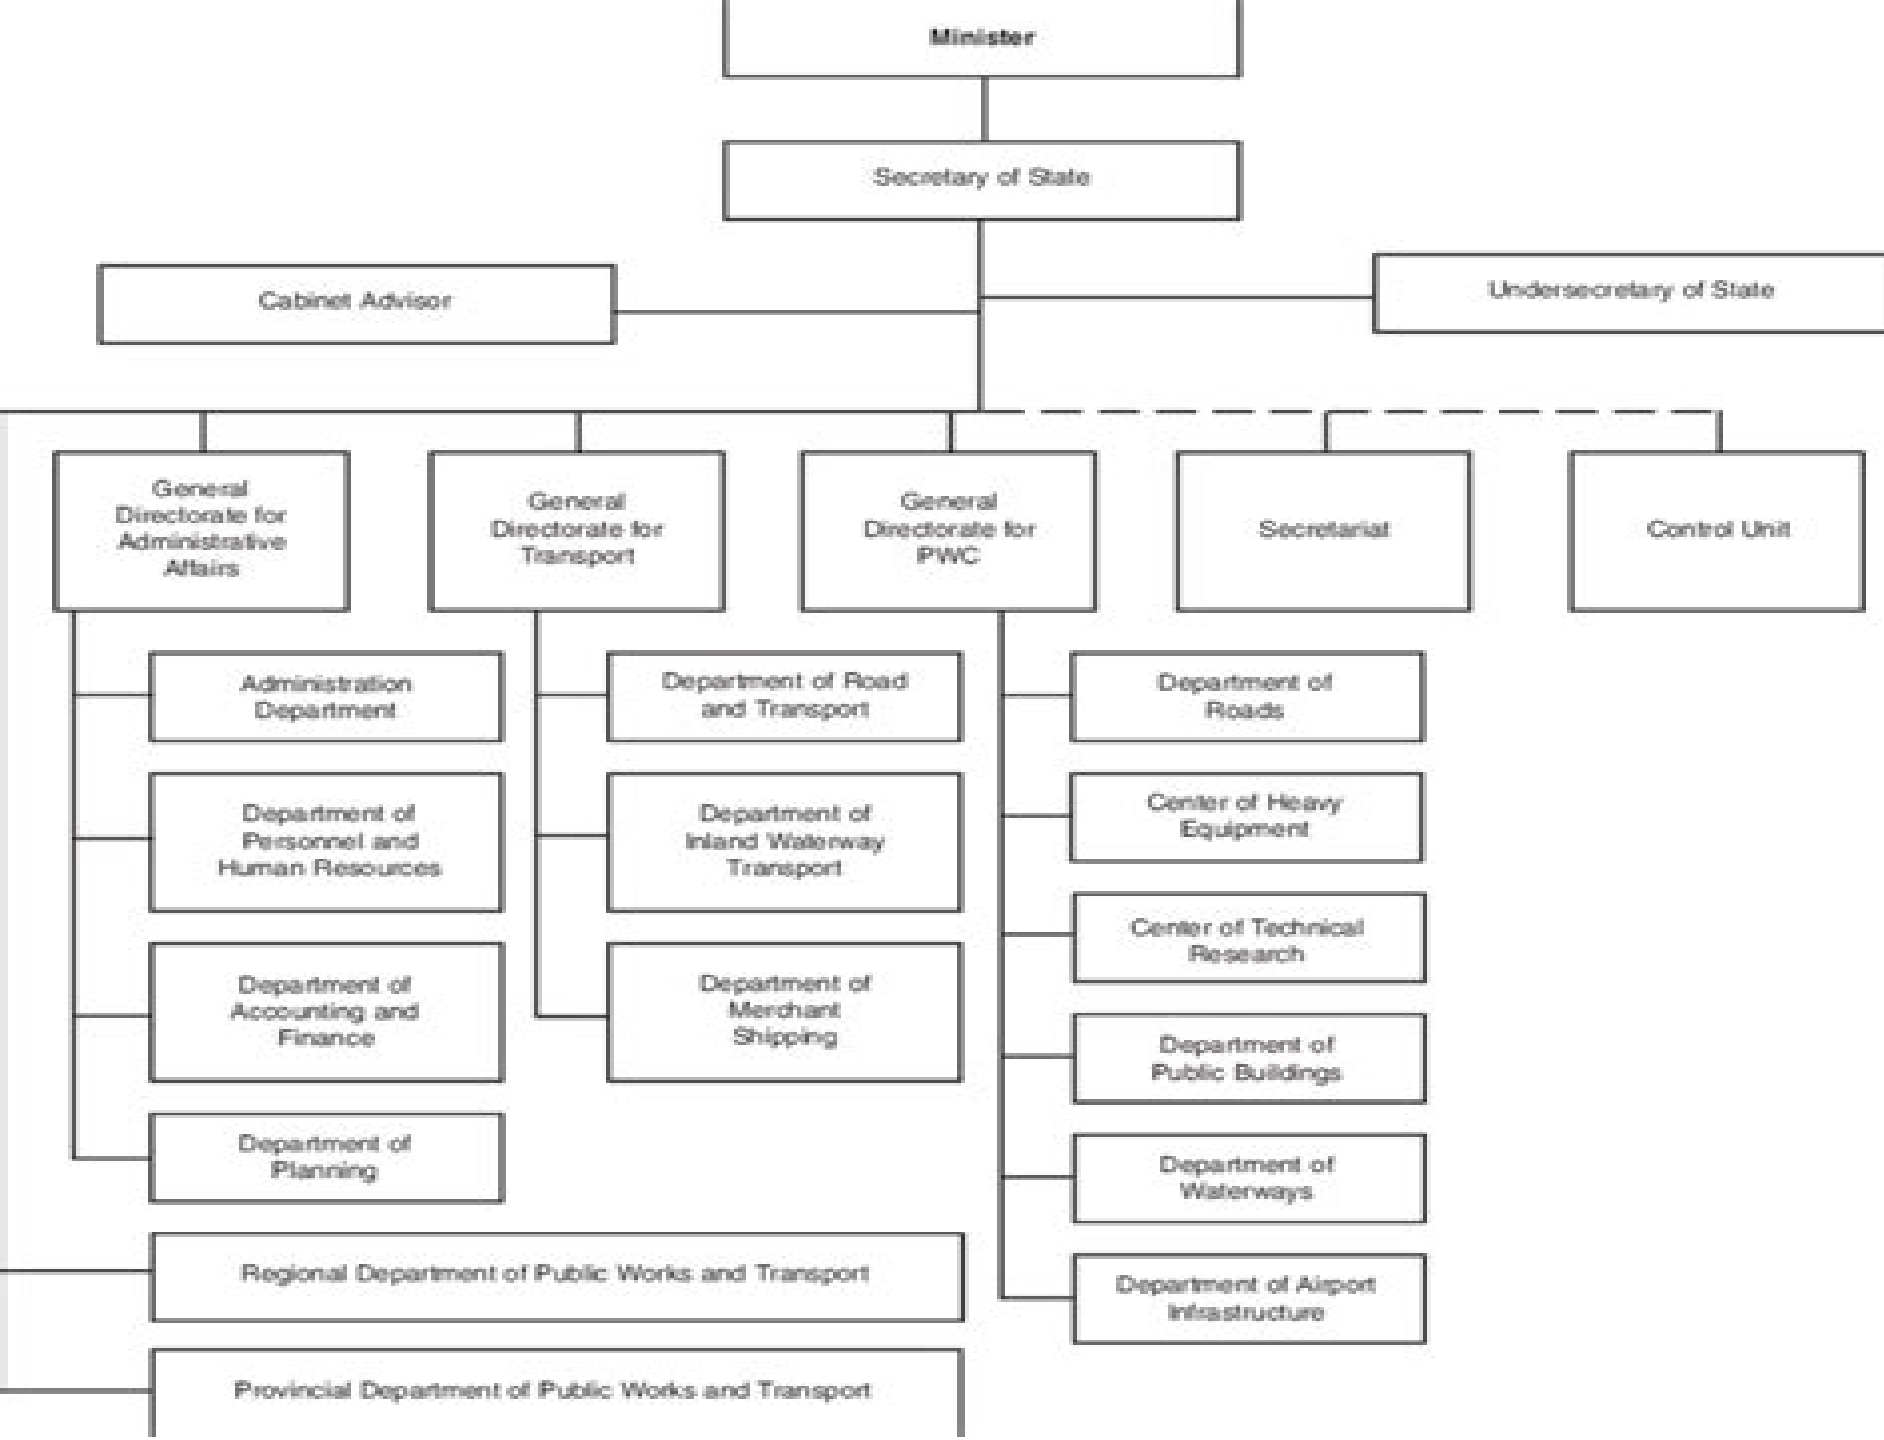 Minister
Secretary of State
Cabinet Advisor
Undersecretary of State
General
Directorate for
Administrative
Affairs
General
Directorate for
Transport
General
Directorate for
PWC
Secretariat
Control Unit
Administration
Department
Department of
Personnel and
Human Resources
Department of
Accounting and
Finance
Department of
Planning
Department of Road
and Transport
Department of
Inland Waterway
Transport
Department of
Merchant
Shipping
Department of
Roads
Center of Heavy
Equipment
Center of Technical
Research
Department of
Public Buildings
Department of
Waterways
Department of Airport
Infrastructure
Regional Department of Public Works and Transport
Provincial Department of Public Works and Transport